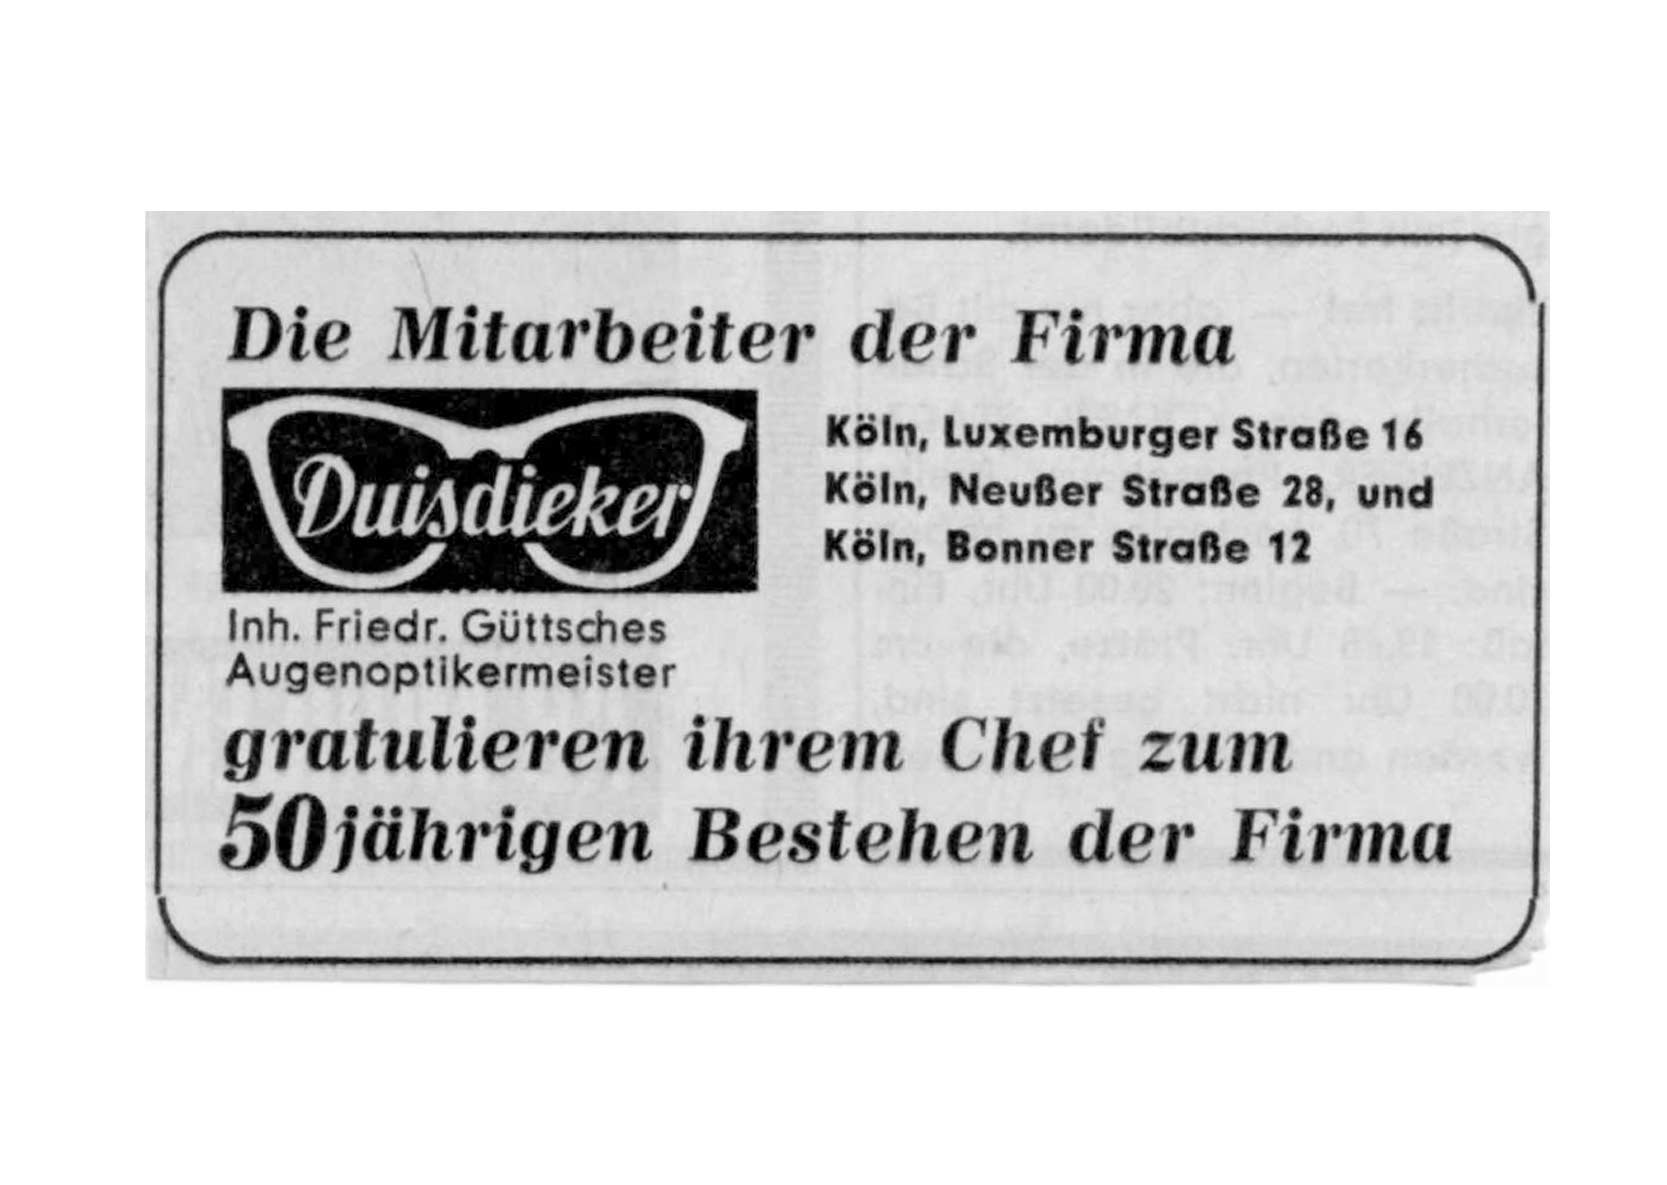 Die Mitarbeiter der Firma
Duisdieker
Köln, Luxemburger Straße 16
Köln, Neußer Straße 28, und
Köln, Bonner Straße 12
Inh. Friedr. Güttsches
Augenoptikermeister
gratulieren ihrem Chef zum
50jährigen Bestehen der Firma